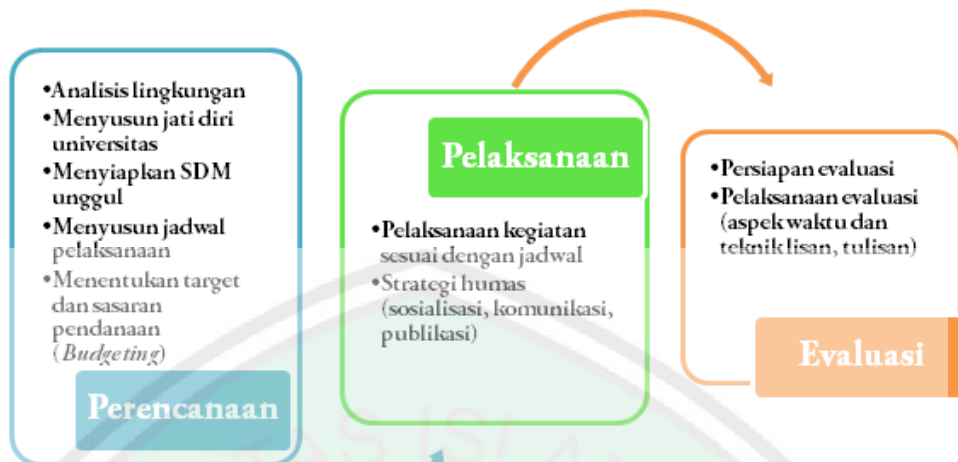 •Analisis lingkungan
•Menyusun jati diri
universitas
•Menyiapkan SDM
unggul
•Menyusun jadwal
pelaksanaan
•Menentukan target
dan sasaran
pendanaan
(Budgeting)
Perencanaan
Pelaksanaan
•Pelaksanaan kegiatan
sesuai dengan jadwal
•Strategi humas
(sosialisasi, komunikasi,
publikasi)
•Persiapan evaluasi
•Pelaksanaan evaluasi
(aspek waktu dan
teknik lisan, tulisan)
Evaluasi